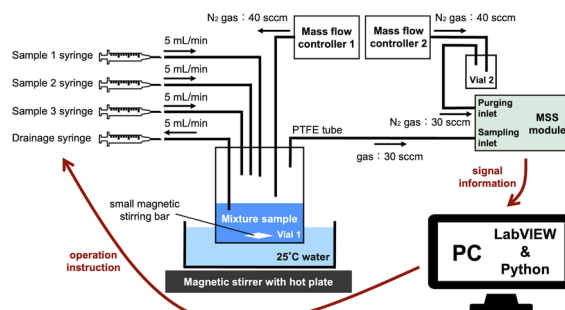 N₂ gas：40 sccm
N₂ gas：40 sccm
5 mL/min
Mass flow
controller 1
Mass flow
controller 2
Sample 1 syringe
5 mL/min
Vial 2
Sample 2 syringe
5 mL/min
Purging
inlet
MSS
module
Sample 3 syringe
5 mL/min
N₂ gas：30 sccm
Drainage syringe
PTFE tube
Sampling
inlet
gas：30 sccm
signal
information
small magnetic
stirring bar
Mixture sample
Vial 1
operation
instruction
25°C water
PC
LabVIEW
&
Python
Magnetic stirrer with hot plate